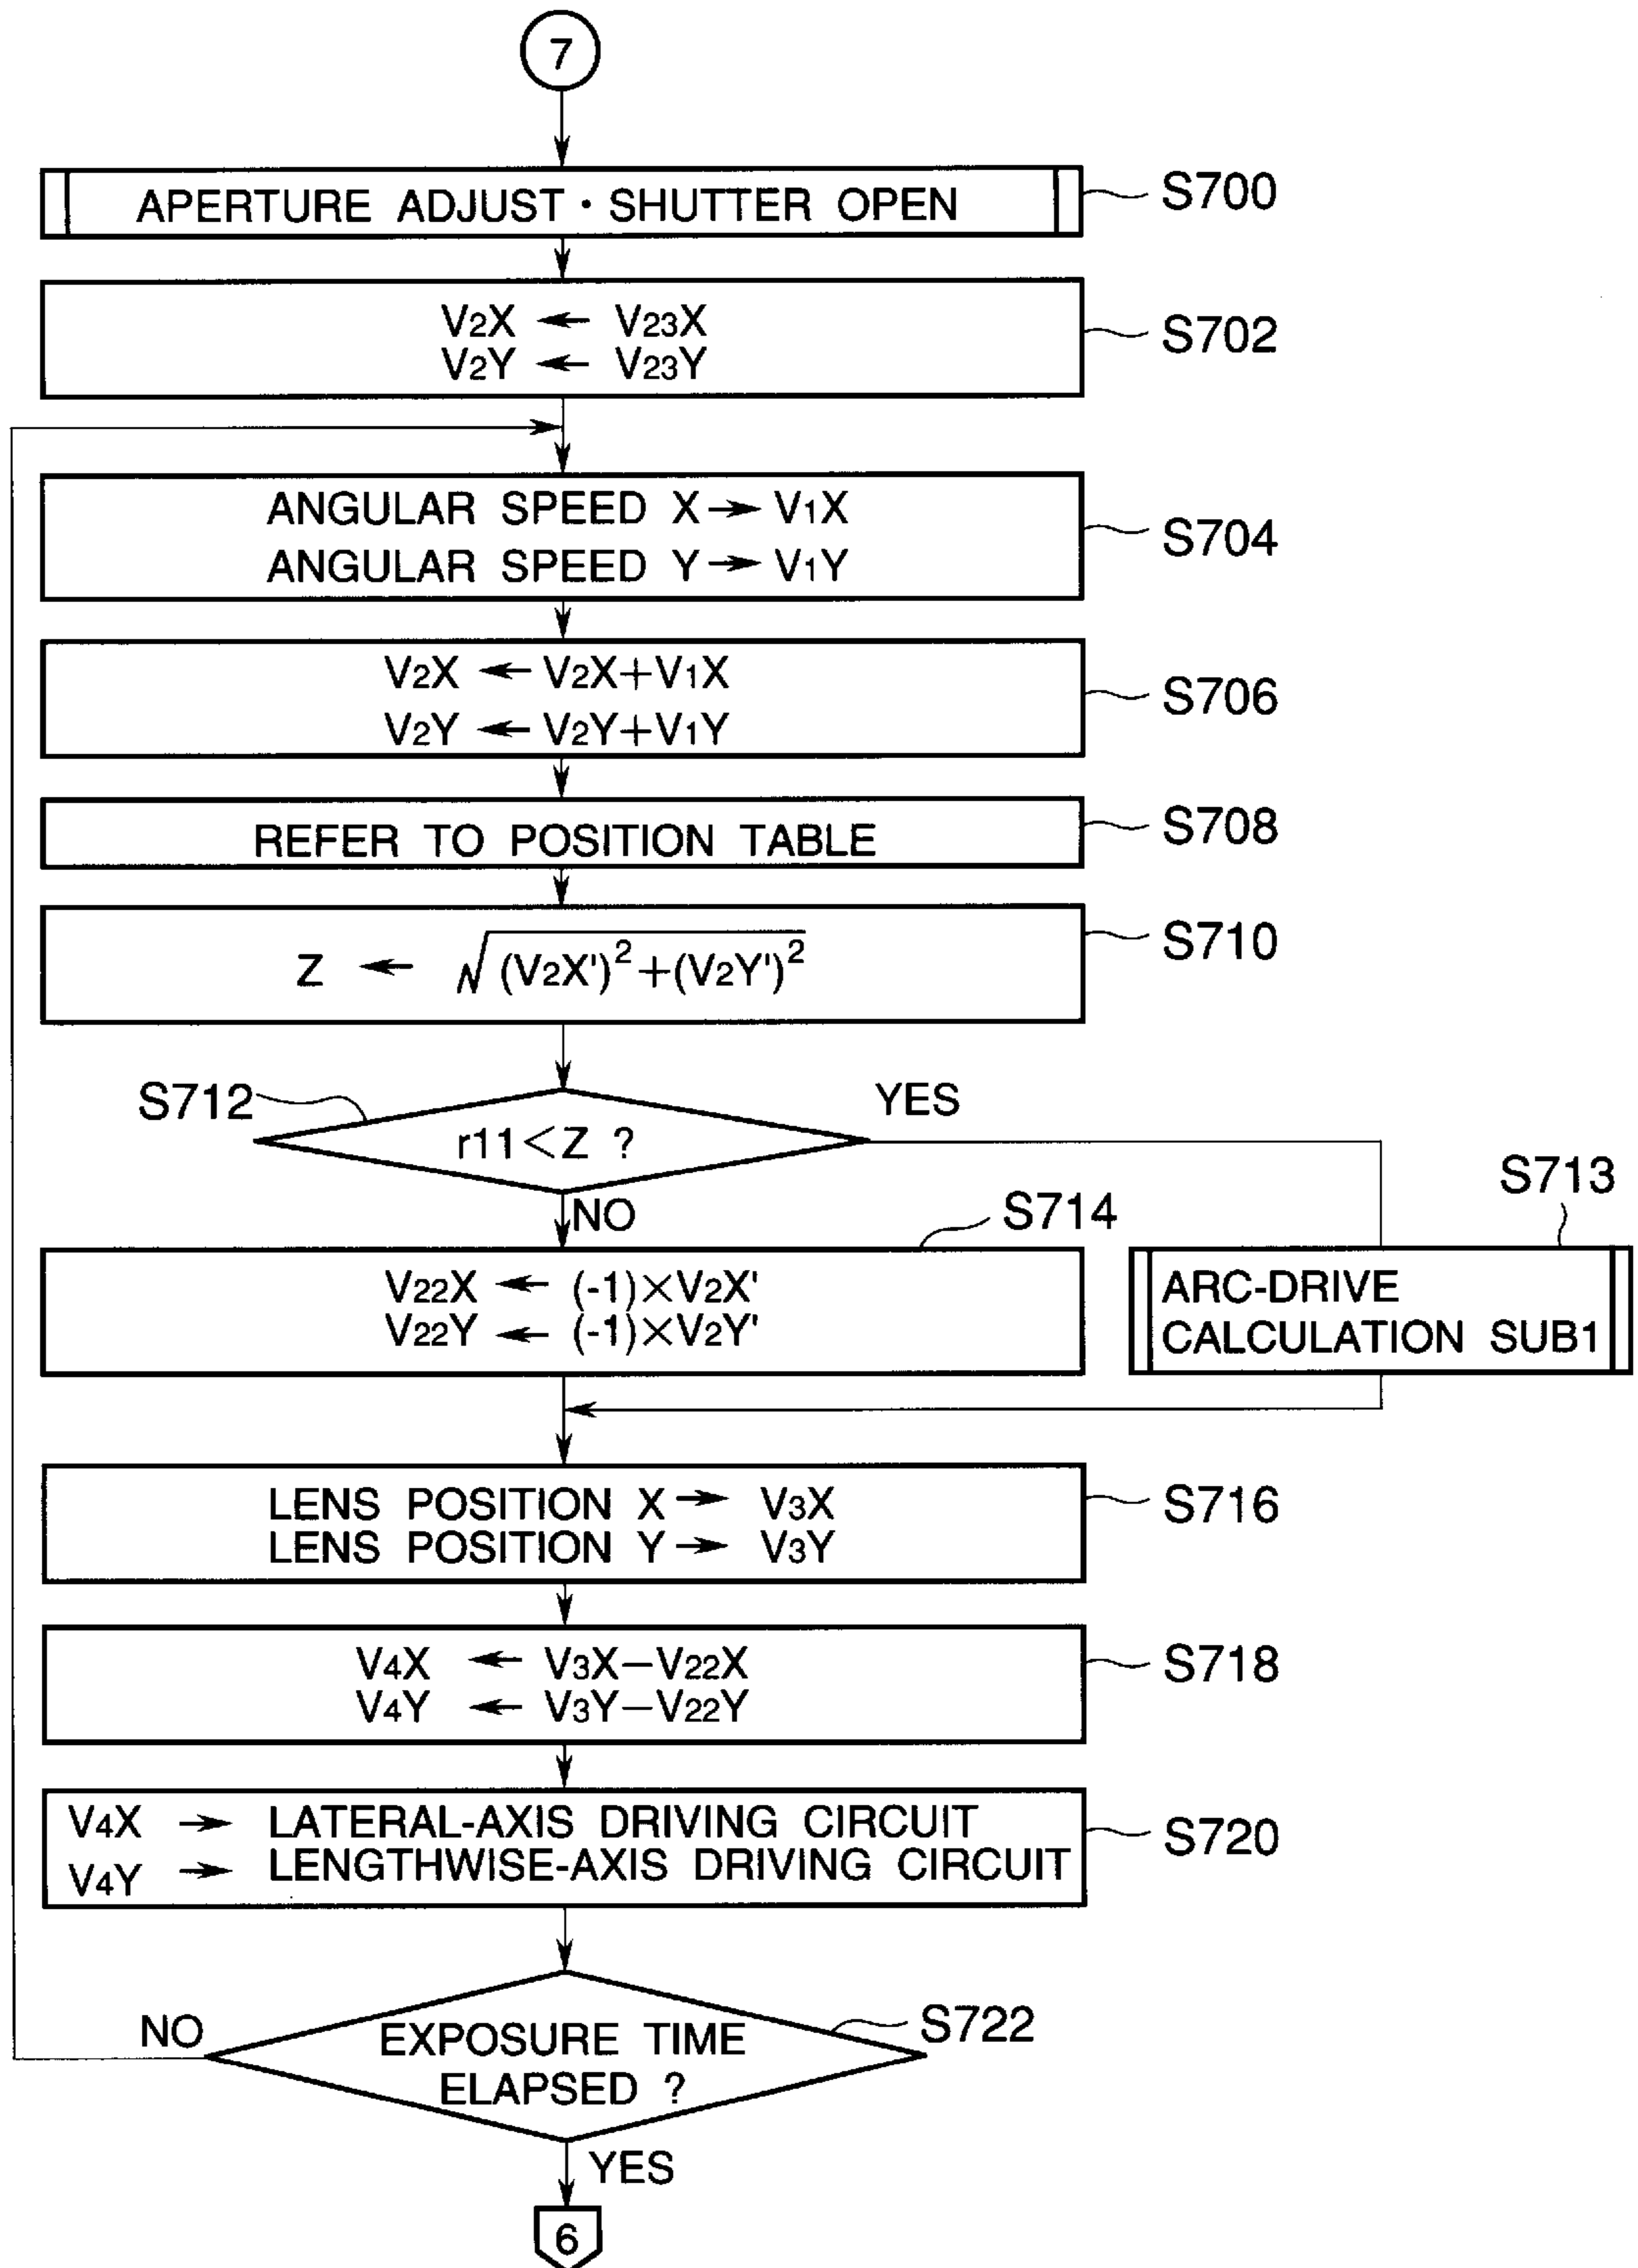 7
APERTURE ADJUST・SHUTTER OPEN
S700
V2X ← V23X
V2Y ← V23Y
S702
ANGULAR SPEED X → V1X
ANGULAR SPEED Y → V1Y
S704
V2X ← V2X+V1X
V2Y ← V2Y+V1Y
S706
REFER TO POSITION TABLE
S708
Z ← √(V2X')²+(V2Y')²
S710
S712
r11<Z ?
YES
NO
S713
ARC-DRIVE
CALCULATION SUB1
S714
V22X ← (-1)×V2X'
V22Y ← (-1)×V2Y'
LENS POSITION X → V3X
LENS POSITION Y → V3Y
S716
V4X ← V3X−V22X
V4Y ← V3Y−V22Y
S718
V4X → LATERAL-AXIS DRIVING CIRCUIT
V4Y → LENGTHWISE-AXIS DRIVING CIRCUIT
S720
NO
EXPOSURE TIME
ELAPSED ?
S722
YES
6